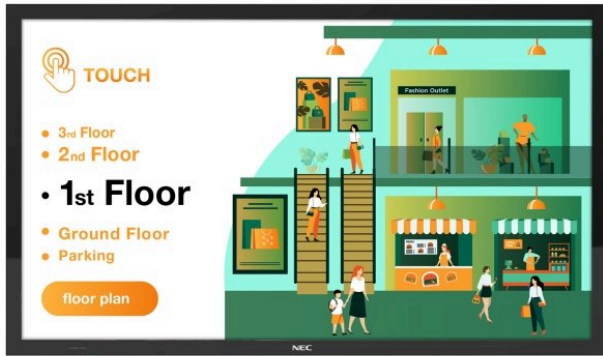 TOUCH
3rd Floor
2nd Floor
1st Floor
Ground Floor
Parking
floor plan
Fashion Outlet
NEC